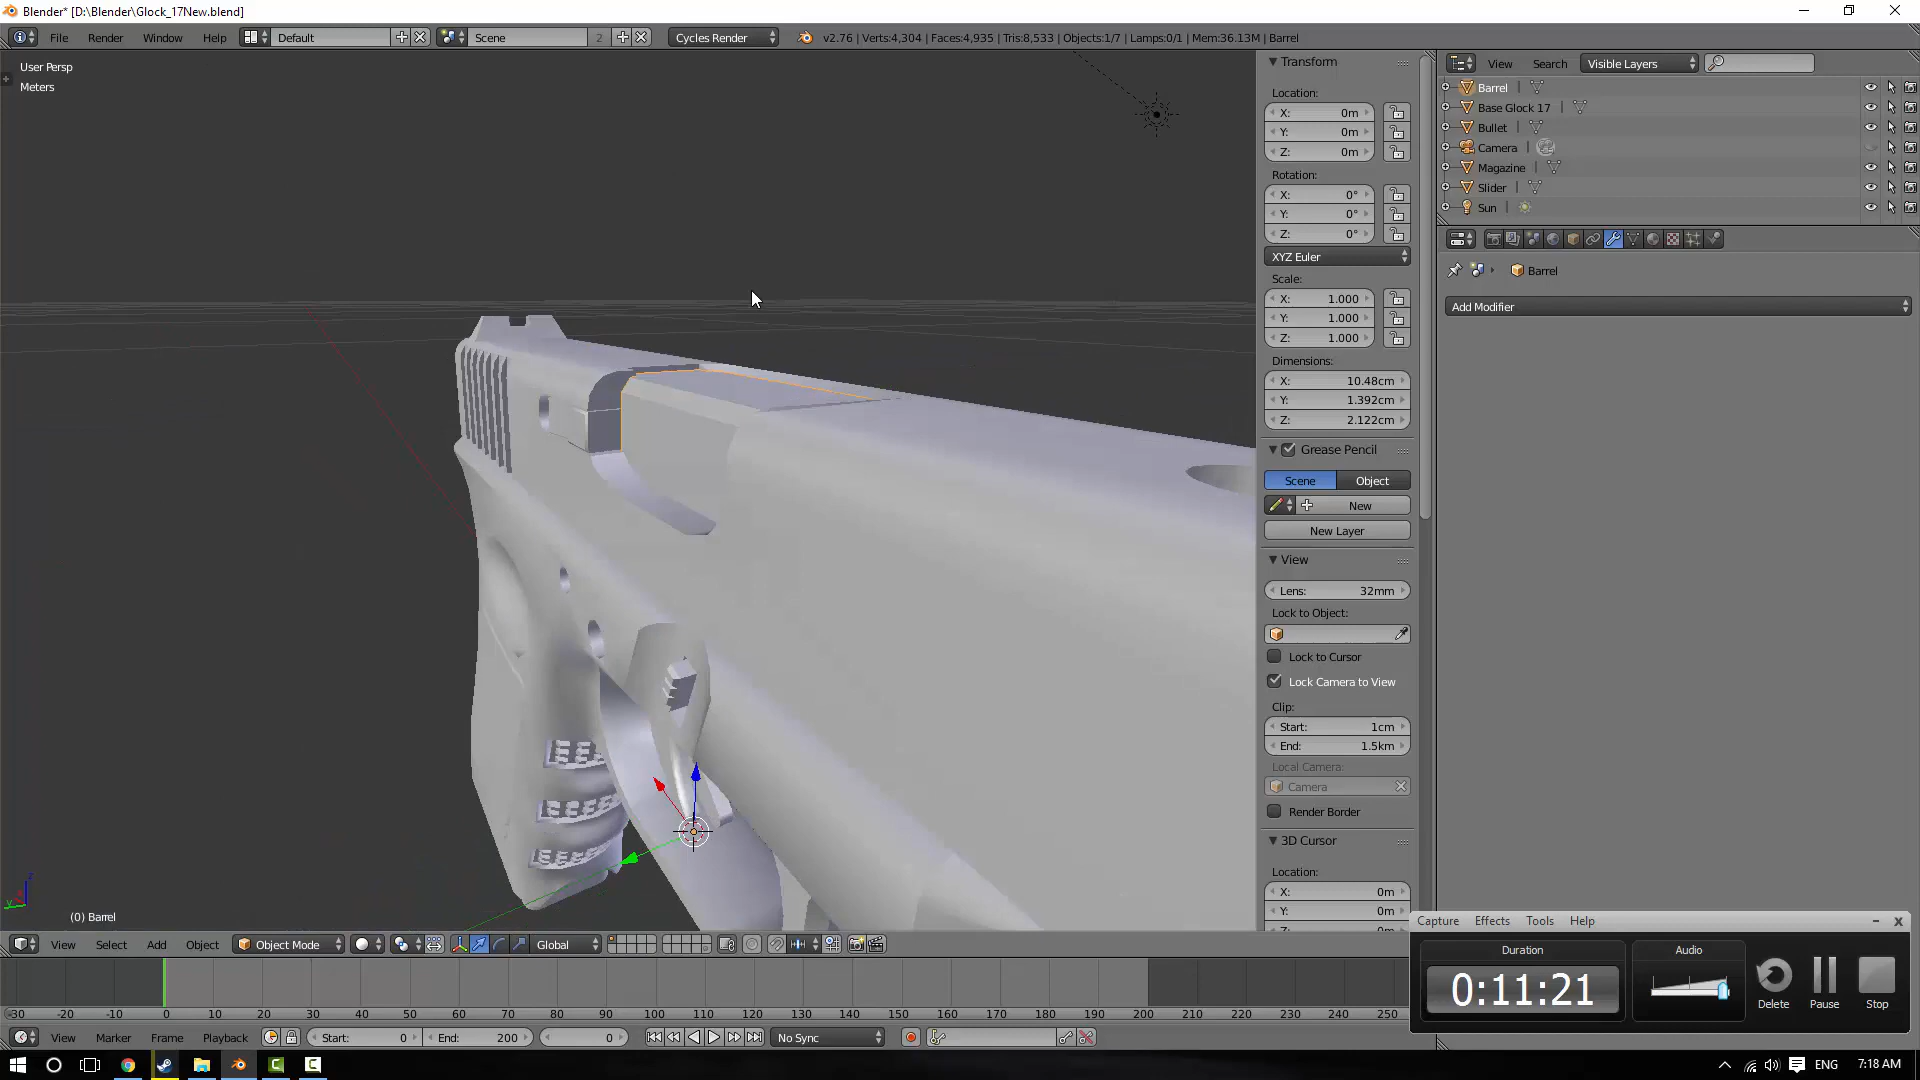 Blender* [D:\Blender\Glock_17New.blend]
File Render Window Help Default Scene 2 Cycles Render v2.76 | Verts:4,304 | Faces:4,935 | Tris:8,533 | Objects:1/7 | Lamps:0/1 | Mem:36.13M | Barrel
User Persp
Meters
(0) Barrel
Transform
Location:
X: 0m
Y: 0m
Z: 0m
Rotation:
X: 0°
Y: 0°
Z: 0°
XYZ Euler
Scale:
X: 1.000
Y: 1.000
Z: 1.000
Dimensions:
X: 10.48cm
Y: 1.392cm
Z: 2.122cm
Grease Pencil
Scene Object
New
New Layer
View
Lens: 32mm
Lock to Object:
Lock to Cursor
Lock Camera to View
Clip:
Start: 1cm
End: 1.5km
Local Camera:
Camera
Render Border
3D Cursor
Location:
X: 0m
Y: 0m
View Search Visible Layers
Barrel
Base Glock 17
Bullet
Camera
Magazine
Slider
Sun
Barrel
Add Modifier
Capture Effects Tools Help
Duration Audio
0:11:21
Delete Pause Stop
View Select Add Object Object Mode Global
-30 -20 -10 0 10 20 30 40 50 60 70 80 90 100 110 120 130 140 150 160 170 180 190 200 210 220 230 240 250
View Marker Frame Playback Start: 0 End: 200 0 No Sync
ENG 7:18 AM